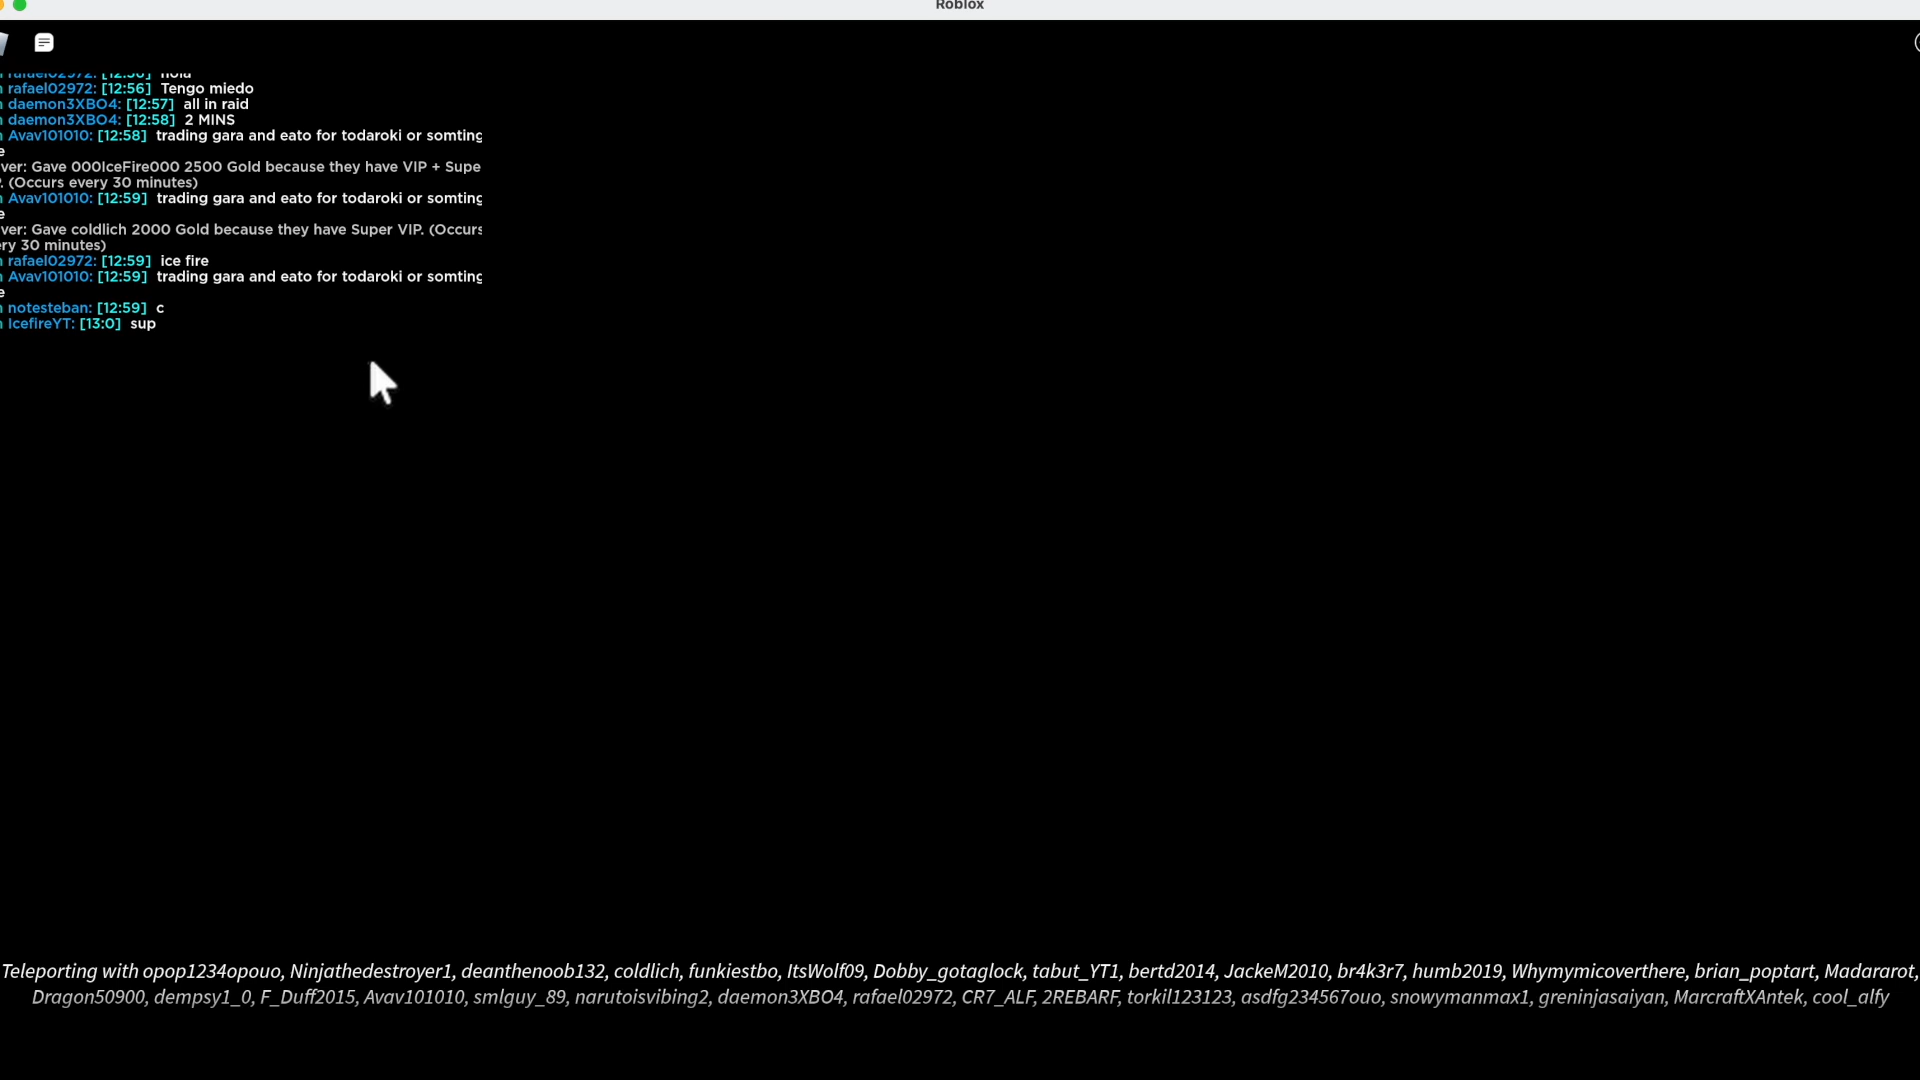 Roblox
rafael02972: [12:56] hola
rafael02972: [12:56] Tengo miedo
daemon3XBO4: [12:57] all in raid
daemon3XBO4: [12:58] 2 MINS
Avav101010: [12:58] trading gara and eato for todaroki or somting
e
ver: Gave 000IceFire000 2500 Gold because they have VIP + Supe
. (Occurs every 30 minutes)
Avav101010: [12:59] trading gara and eato for todaroki or somting
e
ver: Gave coldlich 2000 Gold because they have Super VIP. (Occurs
ry 30 minutes)
rafael02972: [12:59] ice fire
Avav101010: [12:59] trading gara and eato for todaroki or somting
e
notesteban: [12:59] c
IcefireYT: [13:0] sup
Teleporting with opop1234opouo, Ninjathedestroyer1, deanthenoob132, coldlich, funkiestbo, ItsWolf09, Dobby_gotaglock, tabut_YT1, bertd2014, JackeM2010, br4k3r7, humb2019, Whymymicoverthere, brian_poptart, Madararot,
Dragon50900, dempsy1_0, F_Duff2015, Avav101010, smlguy_89, narutoisvibing2, daemon3XBO4, rafael02972, CR7_ALF, 2REBARF, torkil123123, asdfg234567ouo, snowymanmax1, greninjasaiyan, MarcraftXAntek, cool_alfy